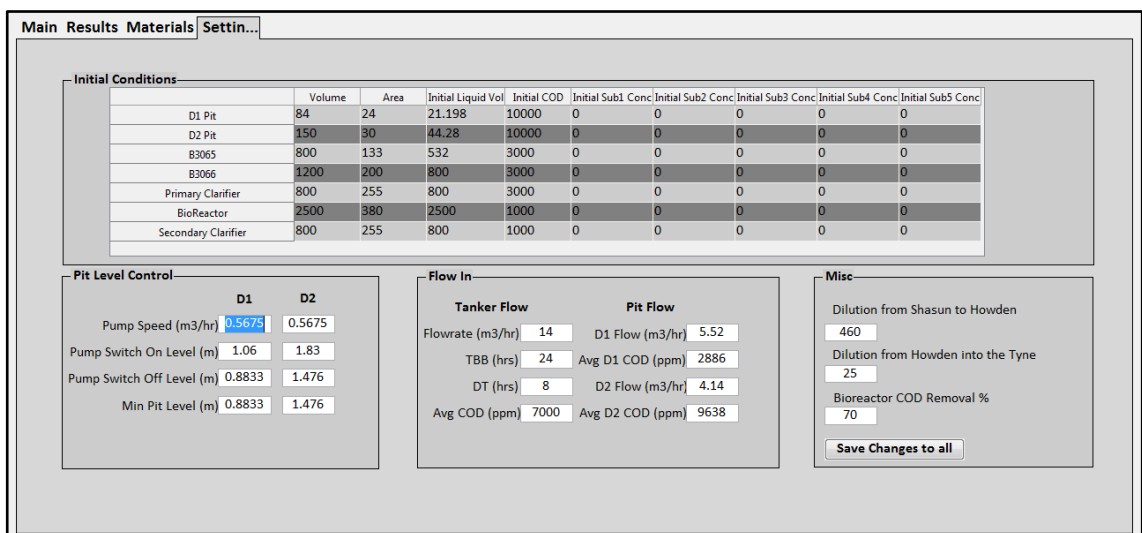 Main Results Materials Settin...
Initial Conditions
Volume Area Initial Liquid Vol Initial COD Initial Sub1 Conc Initial Sub2 Conc Initial Sub3 Conc Initial Sub4 Conc Initial Sub5 Conc
D1 Pit 84 24 21.198 10000 0 0 0 0 0
D2 Pit 150 30 44.28 10000 0 0 0 0 0
B3065 800 133 532 3000 0 0 0 0 0
B3066 1200 200 800 3000 0 0 0 0 0
Primary Clarifier 800 255 800 3000 0 0 0 0 0
BioReactor 2500 380 2500 1000 0 0 0 0 0
Secondary Clarifier 800 255 800 1000 0 0 0 0 0
Pit Level Control
D1 D2
Pump Speed (m3/hr) 0.5675 0.5675
Pump Switch On Level (m) 1.06 1.83
Pump Switch Off Level (m) 0.8833 1.476
Min Pit Level (m) 0.8833 1.476
Flow In
Tanker Flow Pit Flow
Flowrate (m3/hr) 14 D1 Flow (m3/hr) 5.52
TBB (hrs) 24 Avg D1 COD (ppm) 2886
DT (hrs) 8 D2 Flow (m3/hr) 4.14
Avg COD (ppm) 7000 Avg D2 COD (ppm) 9638
Misc
Dilution from Shasun to Howden
460
Dilution from Howden into the Tyne
25
Bioreactor COD Removal %
70
Save Changes to all